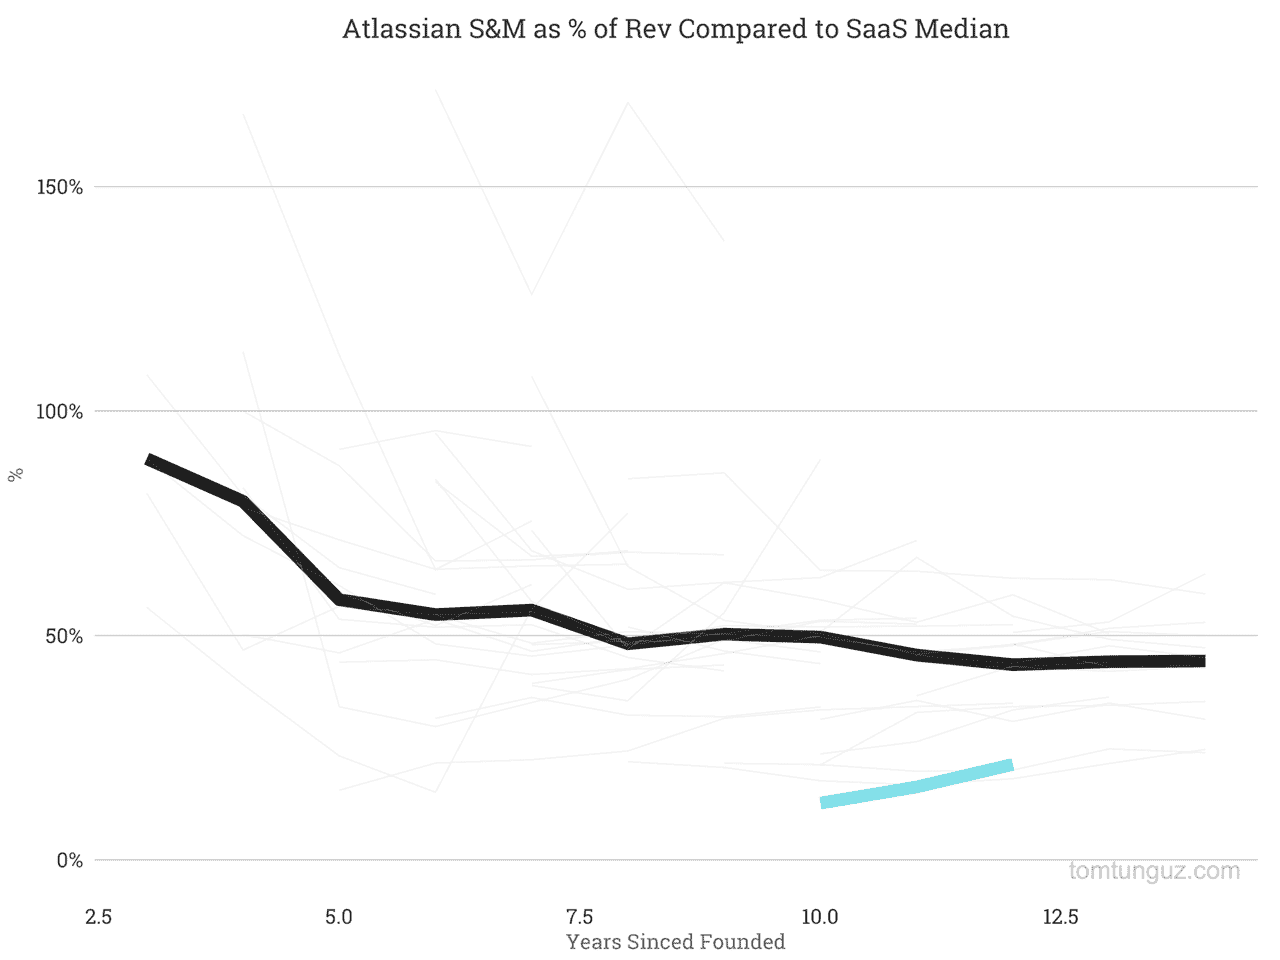 Atlassian S&M as % of Rev Compared to SaaS Median
150%
100%
%
50%
0%
tomtunguz.com
2.5 5.0 7.5 10.0 12.5
Years Sinced Founded